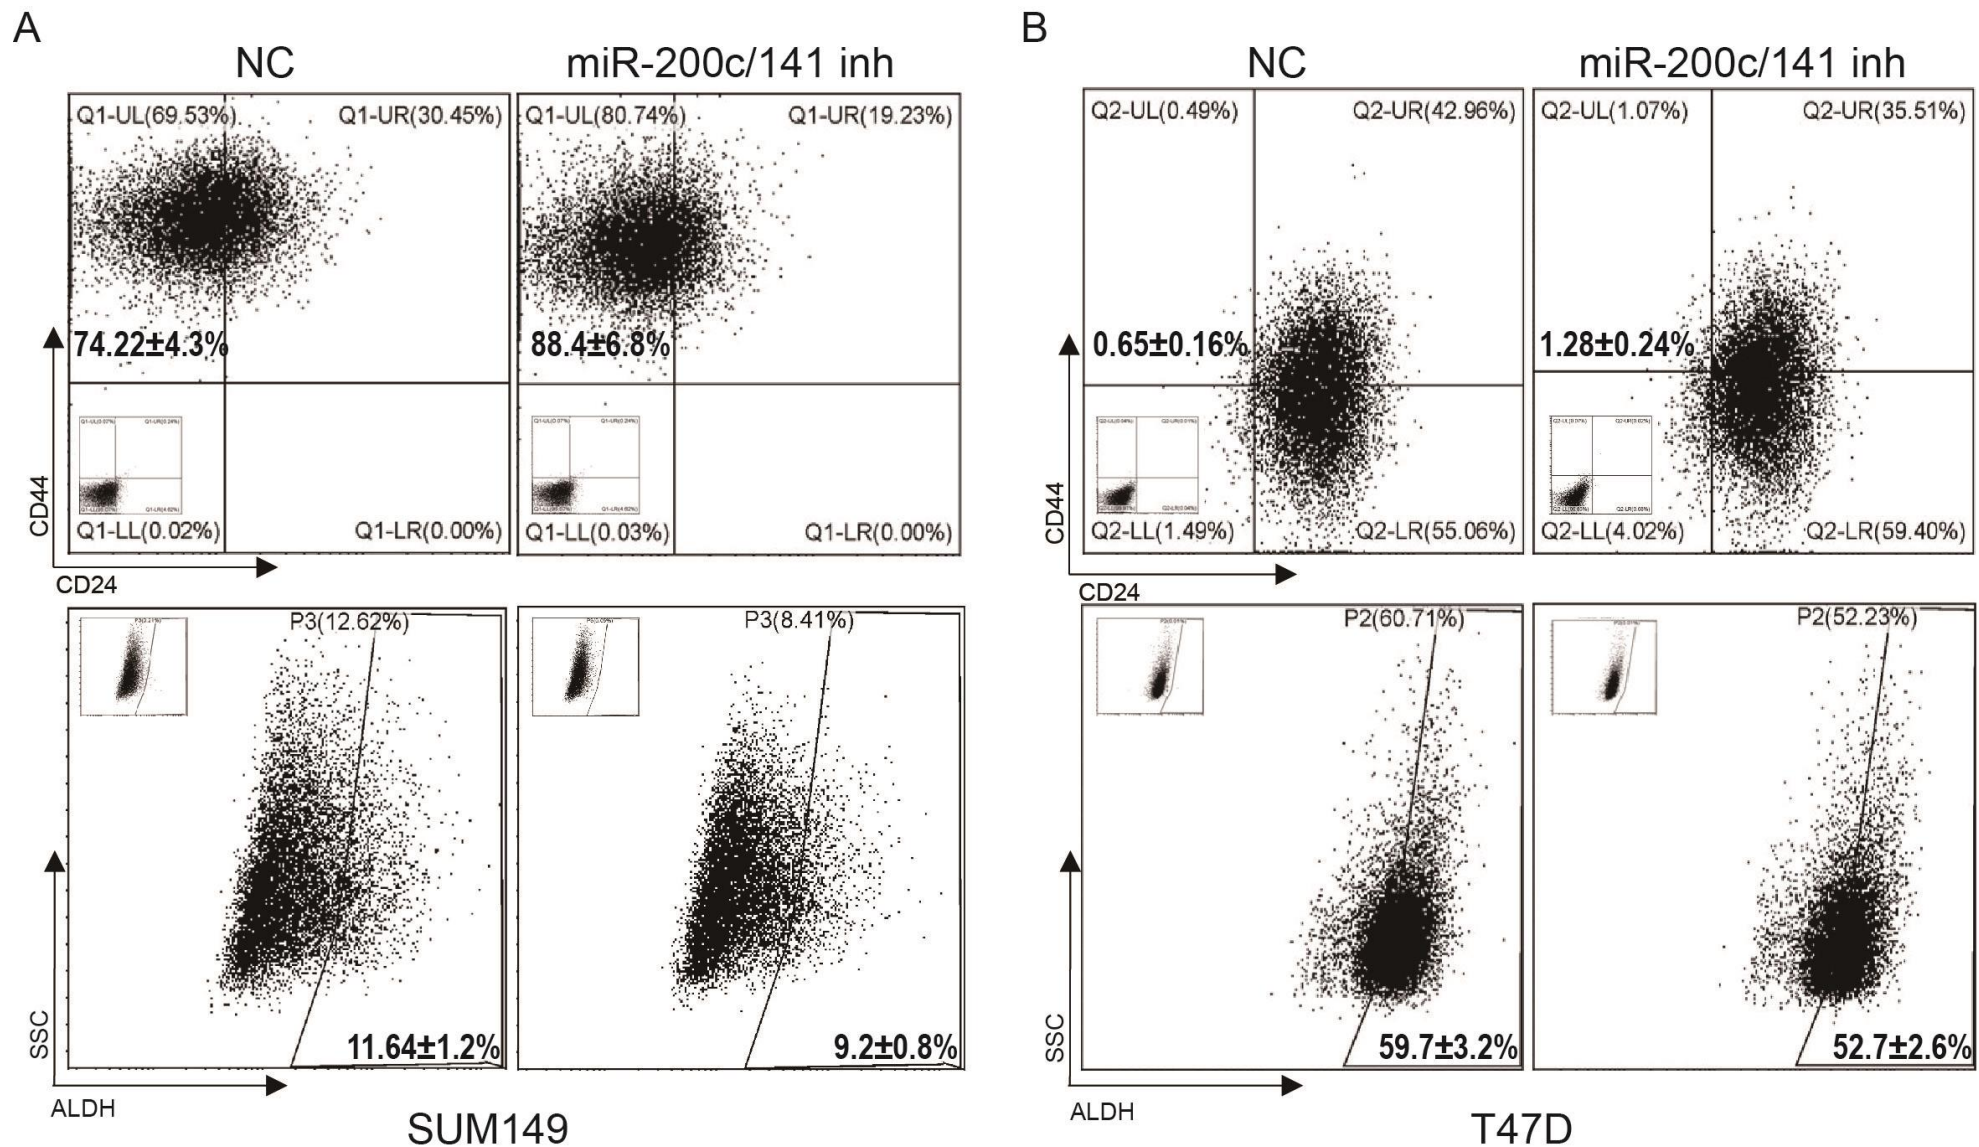 A
NC
miR-200c/141 inh
Q1-UL(69.53%)
Q1-UR(30.45%)
Q1-UL(80.74%)
Q1-UR(19.23%)
74.22±4.3%
88.4±6.8%
Q1-LL(0.02%)
Q1-LR(0.00%)
Q1-LL(0.03%)
Q1-LR(0.00%)
CD44
CD24
P3(12.62%)
P3(8.41%)
11.64±1.2%
9.2±0.8%
SSC
ALDH
SUM149
B
NC
miR-200c/141 inh
Q2-UL(0.49%)
Q2-UR(42.96%)
Q2-UL(1.07%)
Q2-UR(35.51%)
0.65±0.16%
1.28±0.24%
Q2-LL(1.49%)
Q2-LR(55.06%)
Q2-LL(4.02%)
Q2-LR(59.40%)
CD44
CD24
P2(60.71%)
P2(52.23%)
59.7±3.2%
52.7±2.6%
SSC
ALDH
T47D